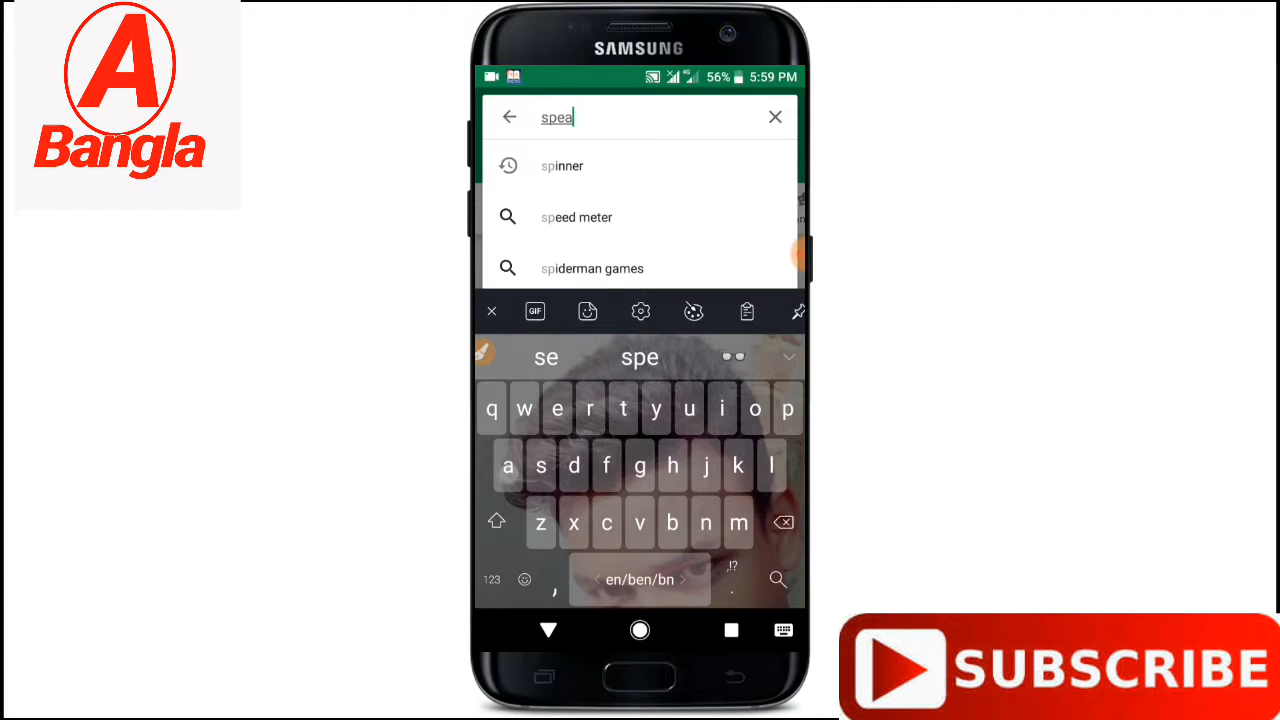 A
Bangla
SAMSUNG
4G 56% 5:59 PM
spea
spinner
speed meter
spiderman games
GIF
se spe
q w e r t y u i o p
a s d f g h j k l
z x c v b n m
123 , en/ben/bn ,!? .
SUBSCRIBE